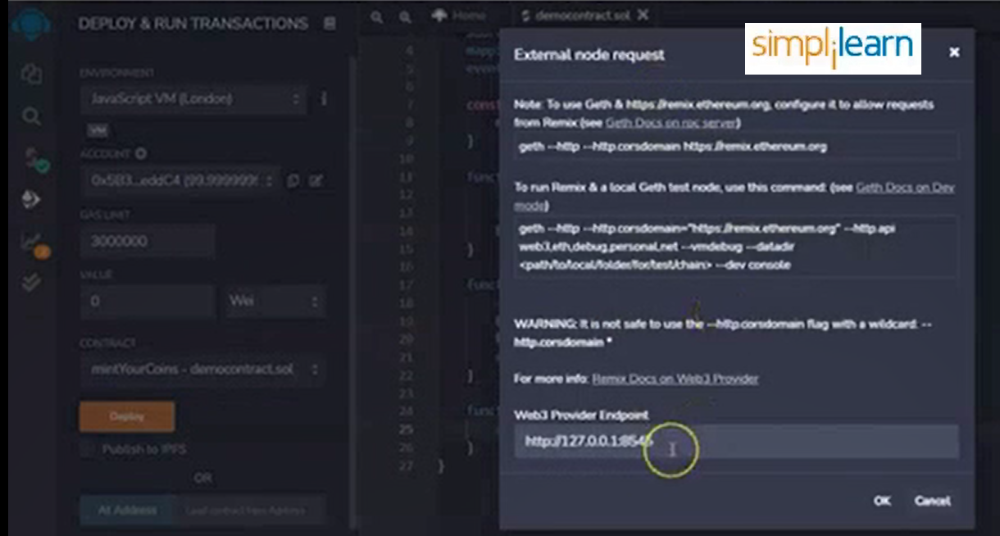 DEPLOY & RUN TRANSACTIONS
ENVIRONMENT
JavaScript VM (London)
VM
ACCOUNT
0x5B3...eddC4 (99.9999999
GAS LIMIT
3000000
VALUE
0
Wei
CONTRACT
mintYourCoins - democontract.sol
Deploy
Publish to IPFS
OR
At Address
Load contract from Address
Home
democontract.sol
4
5
6
7
8
9
10
11
12
13
14
15
16
17
18
19
20
21
22
23
24
25
26
27
simplilearn
External node request
Note: To use Geth & https://remix.ethereum.org, configure it to allow requests
from Remix:(see Geth Docs on rpc server)
geth --http --http.corsdomain https://remix.ethereum.org
To run Remix & a local Geth test node, use this command: (see Geth Docs on Dev
mode)
geth --http --http.corsdomain="https://remix.ethereum.org" --http.api
web3,eth,debug,personal,net --vmdebug --datadir
<path/to/local/folder/for/test/chain> --dev console
WARNING: It is not safe to use the --http.corsdomain flag with a wildcard: --
http.corsdomain *
For more info: Remix Docs on Web3 Provider
Web3 Provider Endpoint
http://127.0.0.1:8545
OK Cancel